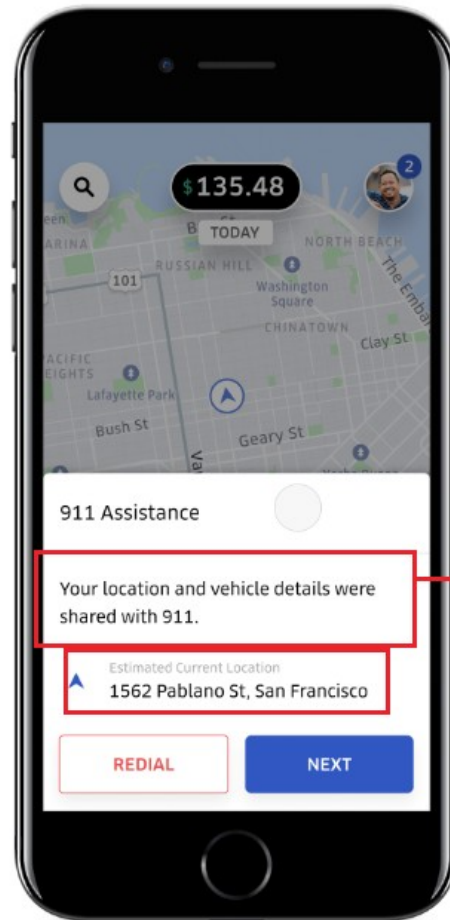 $135.48
2
TODAY
NORTH BEACH
RUSSIAN HILL
101
Washington
Square
The
CHINATOWN
Clay St
Lafayette Park
Bush St
Geary St
911 Assistance
Your location and vehicle details were
shared with 911.
Estimated Current Location
1562 Pablano St, San Francisco
REDIAL
NEXT